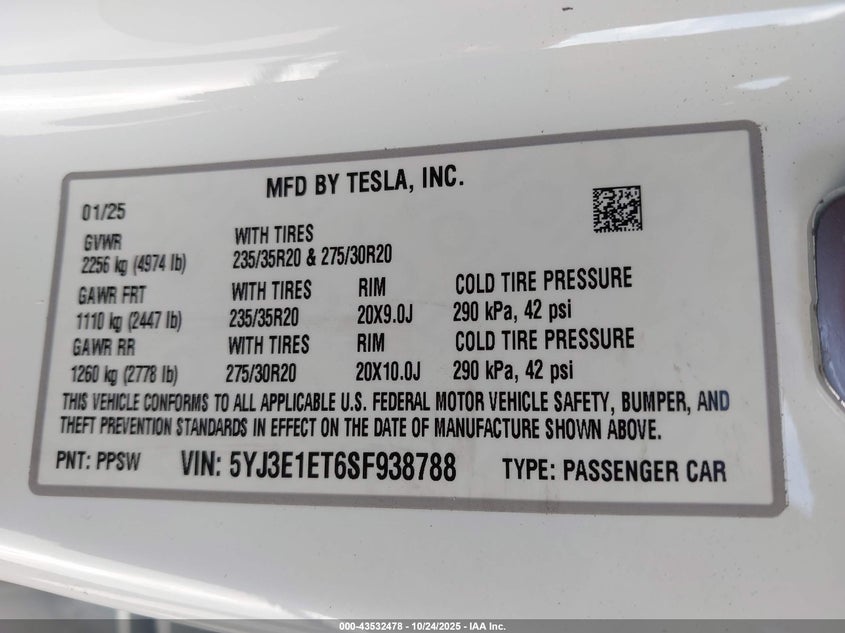 MFD BY TESLA, INC.
01/25
GVWR WITH TIRES
2256 kg (4974 lb) 235/35R20 & 275/30R20
GAWR FRT WITH TIRES RIM COLD TIRE PRESSURE
1110 kg (2447 lb) 235/35R20 20X9.0J 290 kPa, 42 psi
GAWR RR WITH TIRES RIM COLD TIRE PRESSURE
1260 kg (2778 lb) 275/30R20 20X10.0J 290 kPa, 42 psi
THIS VEHICLE CONFORMS TO ALL APPLICABLE U.S. FEDERAL MOTOR VEHICLE SAFETY, BUMPER, AND
THEFT PREVENTION STANDARDS IN EFFECT ON THE DATE OF MANUFACTURE SHOWN ABOVE.
PNT: PPSW VIN: 5YJ3E1ET6SF938788 TYPE: PASSENGER CAR
000-43532478 - 10/24/2025 - IAA Inc.